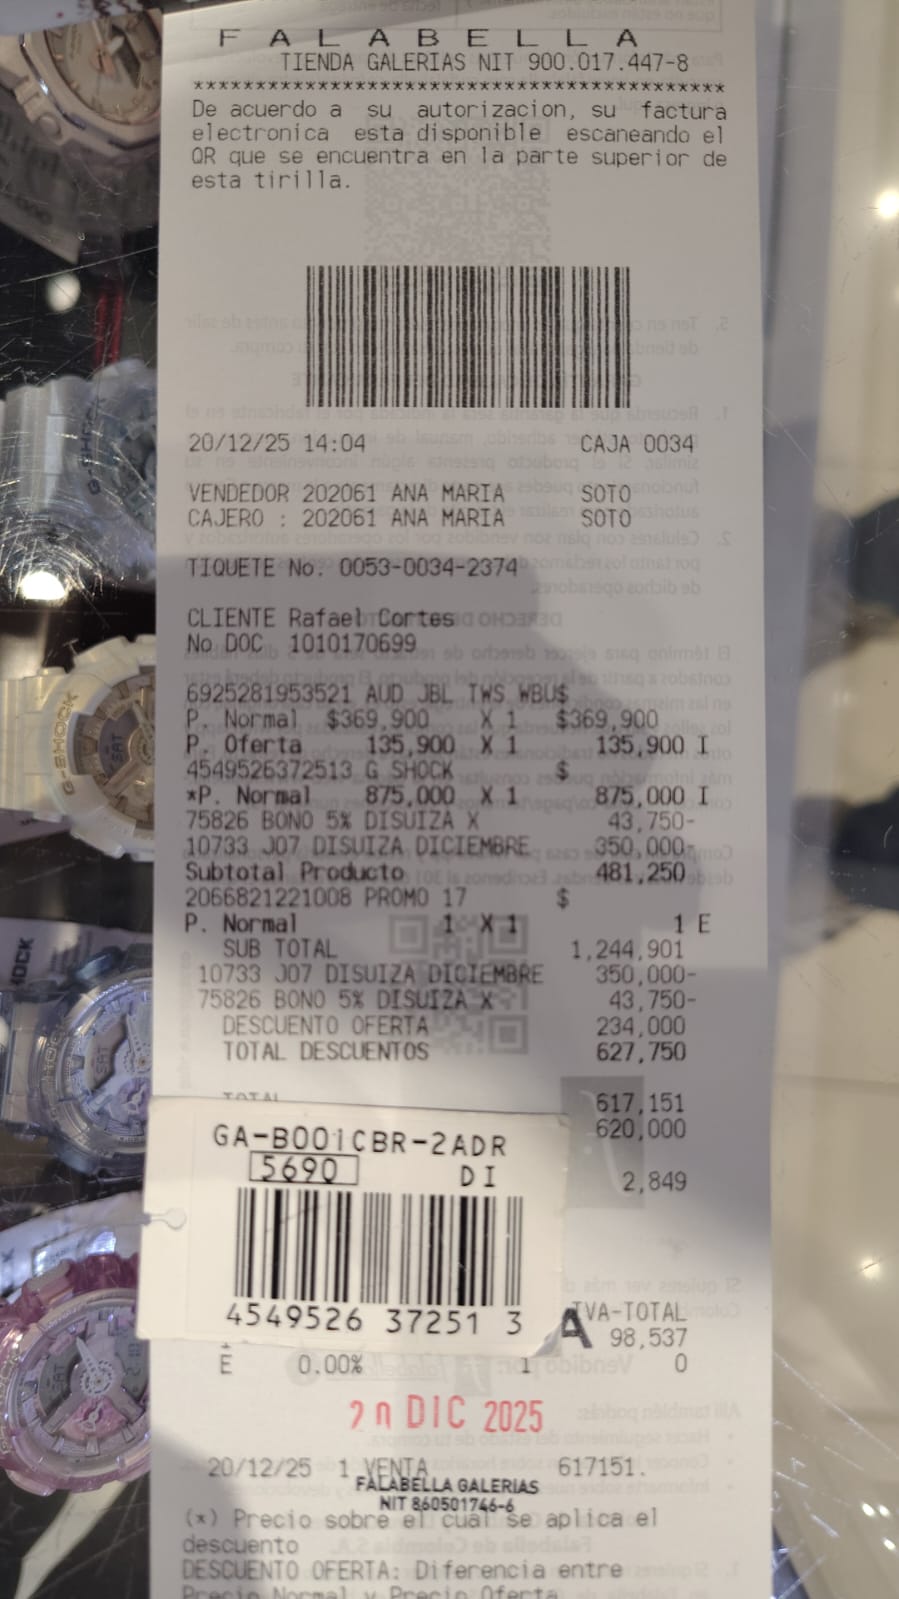 F A L A B E L L A
TIENDA GALERIAS NIT 900.017.447-8
******************************************
De acuerdo a su autorizacion, su factura
electronica esta disponible escaneando el
QR que se encuentra en la parte superior de
esta tirilla.
20/12/25 14:04 CAJA 0034
VENDEDOR 202061 ANA MARIA SOTO
CAJERO : 202061 ANA MARIA SOTO
TIQUETE No. 0053-0034-2374
CLIENTE Rafael Cortes
No DOC 1010170699
6925281953521 AUD JBL TWS WBU$
P. Normal $369,900 X 1 $369,900
P. Oferta 135,900 X 1 135,900 I
4549526372513 G SHOCK $
*P. Normal 875,000 X 1 875,000 I
75826 BONO 5% DISUIZA X 43,750-
10733 J07 DISUIZA DICIEMBRE 350,000-
Subtotal Producto 481,250
2066821221008 PROMO 17 $
P. Normal 1 X 1 1 E
SUB TOTAL 1,244,901
10733 J07 DISUIZA DICIEMBRE 350,000-
75826 BONO 5% DISUIZA X 43,750-
DESCUENTO OFERTA 234,000
TOTAL DESCUENTOS 627,750
TOTAL 617,151
620,000
2,849
GA-B001CBR-2ADR
5690 DI
4549526 37251 3
A IVA-TOTAL
98,537
E 0.00% 1 0
20 DIC 2025
20/12/25 1 VENTA 617151.
FALABELLA GALERIAS
NIT 860501746-6
(*) Precio sobre el cual se aplica el
descuento
DESCUENTO OFERTA: Diferencia entre
Precio Normal y Precio Oferta
G-SHOCK